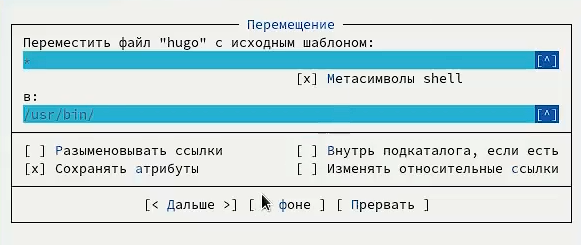 Перемещение
Переместить файл "hugo" с исходным шаблоном:
* [^]
[x] Метасимволы shell
в:
/usr/bin/ [^]
[ ] Разыменовывать ссылки [ ] Внутрь подкаталога, если есть
[x] Сохранять атрибуты [ ] Изменять относительные ссылки
[< Дальше >] [ фоне ] [ Прервать ]